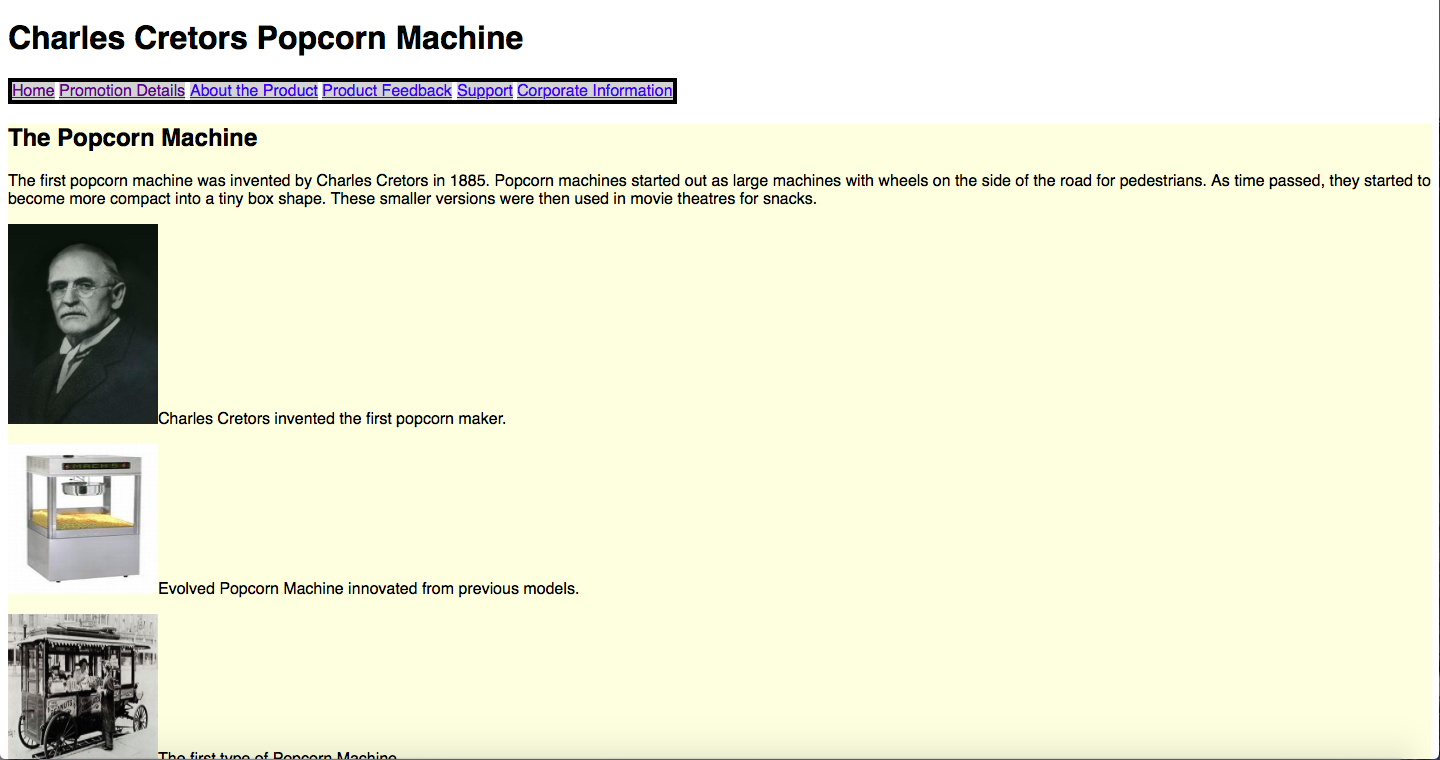 Charles Cretors Popcorn Machine
Home Promotion Details About the Product Product Feedback Support Corporate Information
The Popcorn Machine
The first popcorn machine was invented by Charles Cretors in 1885. Popcorn machines started out as large machines with wheels on the side of the road for pedestrians. As time passed, they started to
become more compact into a tiny box shape. These smaller versions were then used in movie theatres for snacks.
Charles Cretors invented the first popcorn maker.
Evolved Popcorn Machine innovated from previous models.
The first type of Popcorn Machine